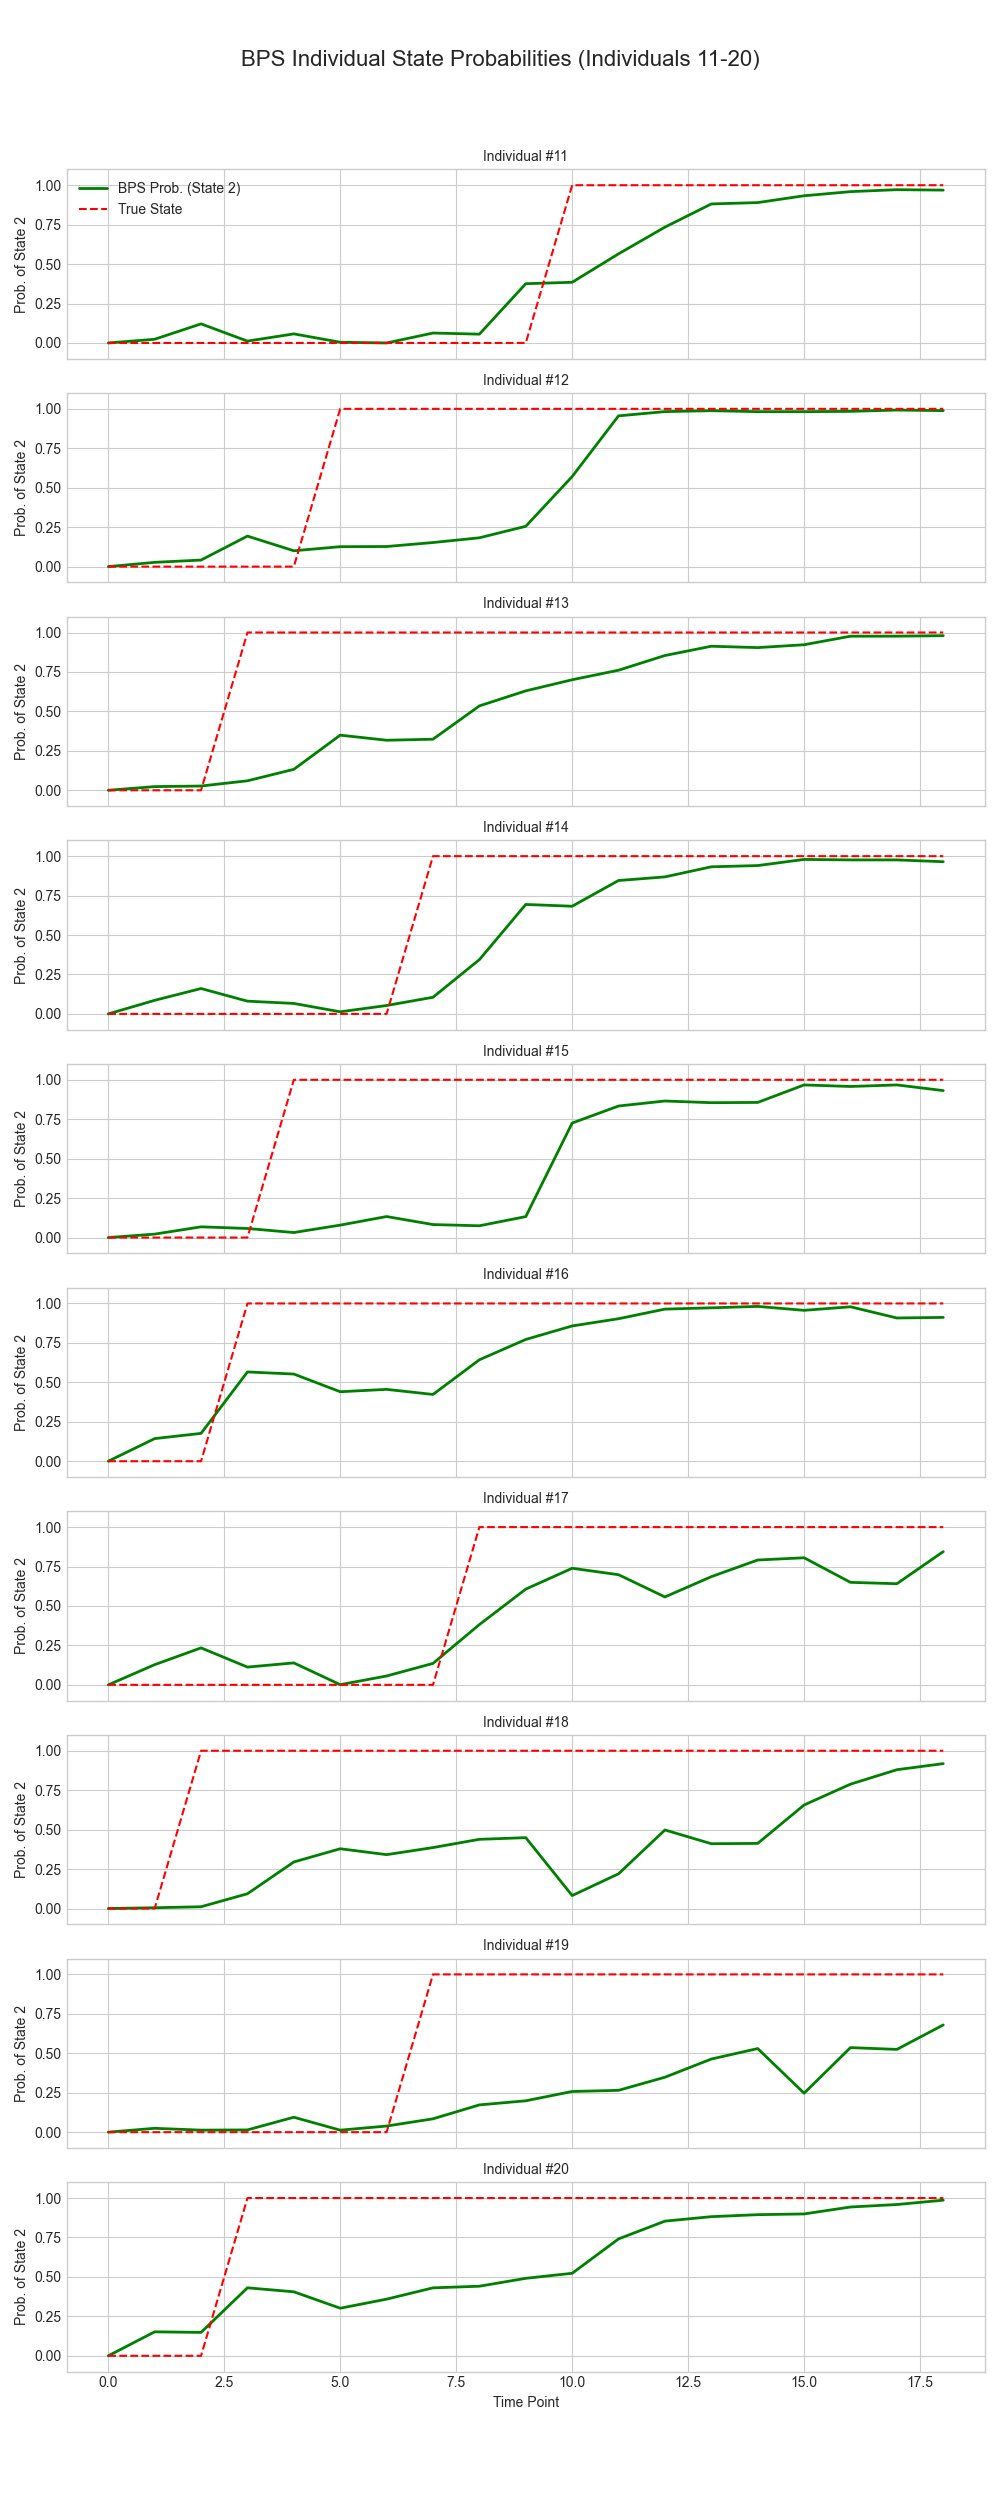 BPS Individual State Probabilities (Individuals 11-20)
Individual #11
BPS Prob. (State 2)
True State
Prob. of State 2
1.00
0.75
0.50
0.25
0.00
Individual #12
Prob. of State 2
1.00
0.75
0.50
0.25
0.00
Individual #13
Prob. of State 2
1.00
0.75
0.50
0.25
0.00
Individual #14
Prob. of State 2
1.00
0.75
0.50
0.25
0.00
Individual #15
Prob. of State 2
1.00
0.75
0.50
0.25
0.00
Individual #16
Prob. of State 2
1.00
0.75
0.50
0.25
0.00
Individual #17
Prob. of State 2
1.00
0.75
0.50
0.25
0.00
Individual #18
Prob. of State 2
1.00
0.75
0.50
0.25
0.00
Individual #19
Prob. of State 2
1.00
0.75
0.50
0.25
0.00
Individual #20
Prob. of State 2
1.00
0.75
0.50
0.25
0.00
0.0 2.5 5.0 7.5 10.0 12.5 15.0 17.5
Time Point